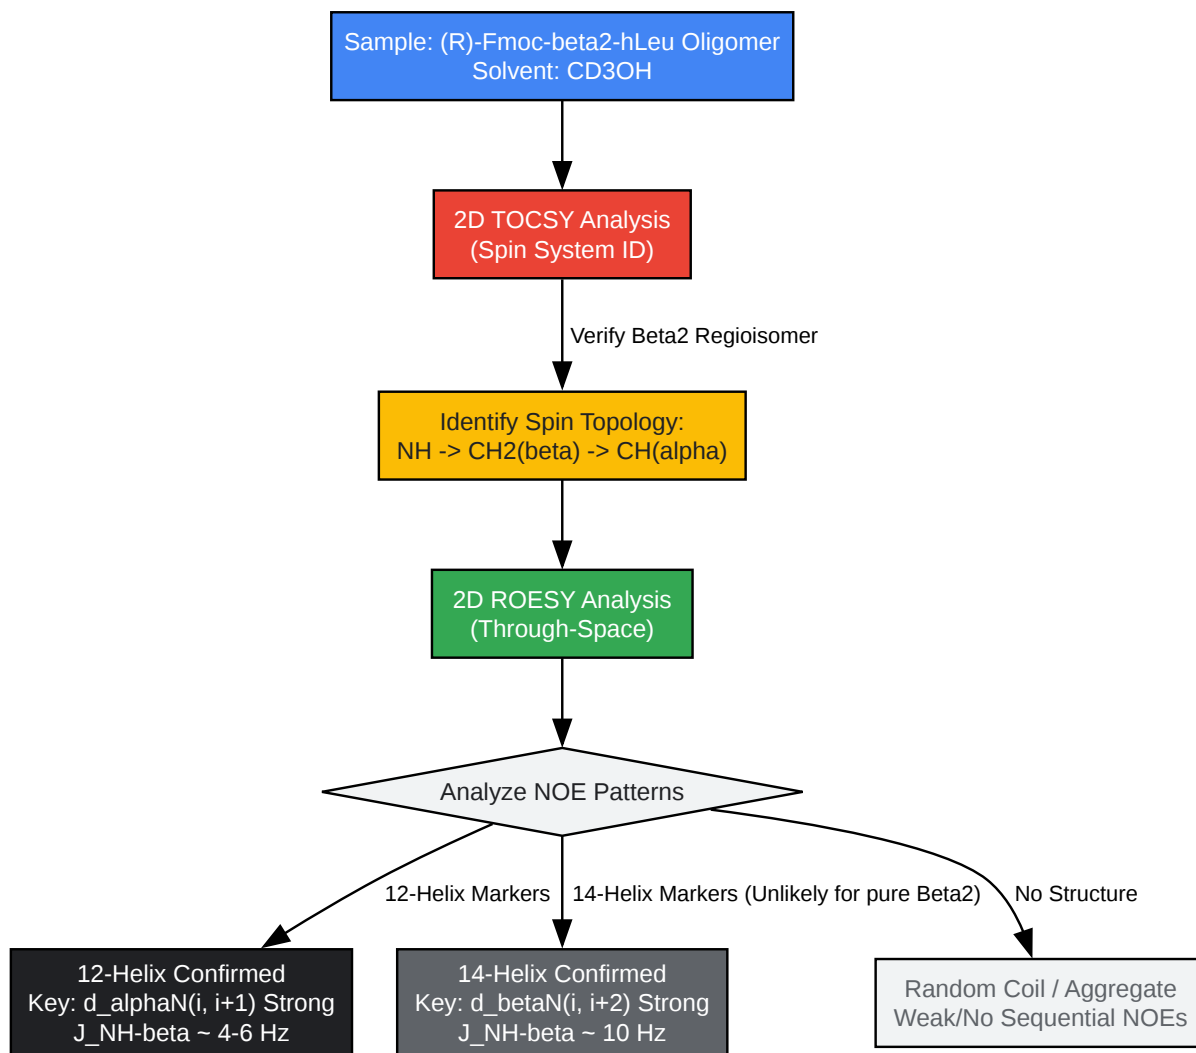 Sample: (R)-Fmoc-beta2-hLeu Oligomer
Solvent: CD3OH
2D TOCSY Analysis
(Spin System ID)
Verify Beta2 Regioisomer
Identify Spin Topology:
NH -> CH2(beta) -> CH(alpha)
2D ROESY Analysis
(Through-Space)
Analyze NOE Patterns
12-Helix Markers
14-Helix Markers (Unlikely for pure Beta2)
No Structure
12-Helix Confirmed
Key: d_alphaN(i, i+1) Strong
J_NH-beta ~ 4-6 Hz
14-Helix Confirmed
Key: d_betaN(i, i+2) Strong
J_NH-beta ~ 10 Hz
Random Coil / Aggregate
Weak/No Sequential NOEs